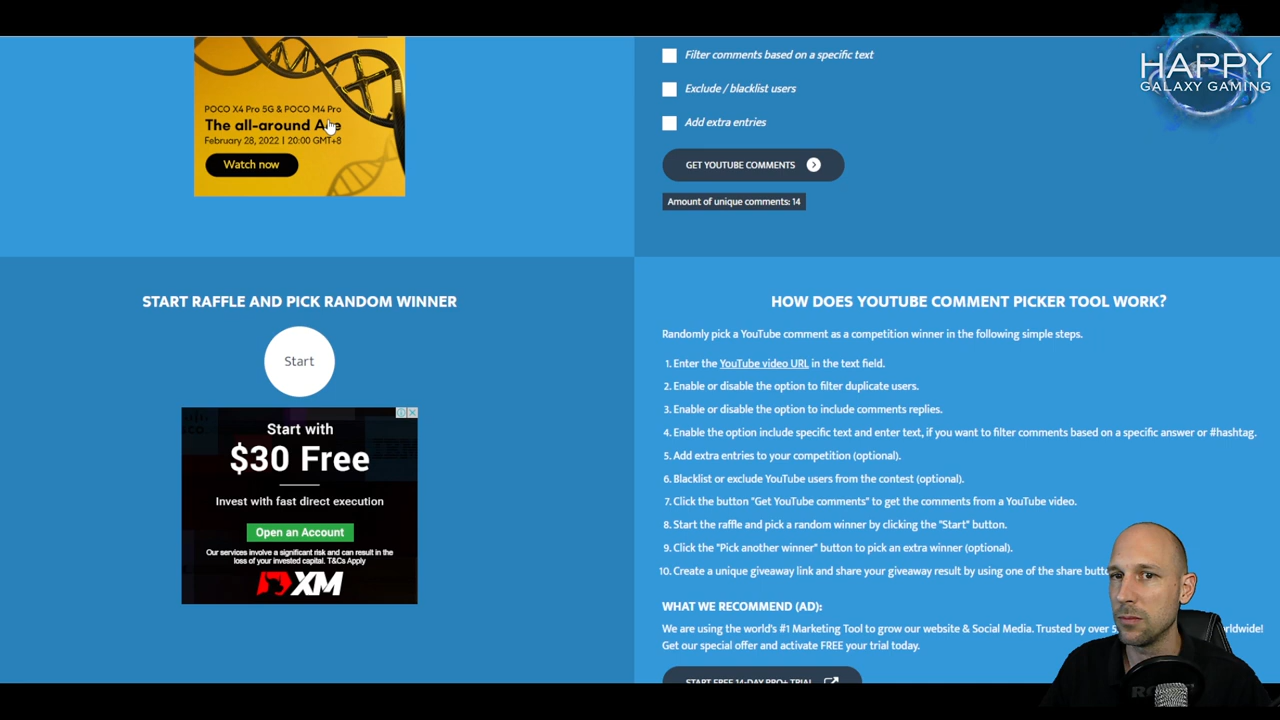 HAPPY
GALAXY GAMING
POCO X4 Pro 5G & POCO M4 Pro
The all-around Ace
February 28, 2022 | 20:00 GMT+8
Watch now
Filter comments based on a specific text
Exclude / blacklist users
Add extra entries
GET YOUTUBE COMMENTS
Amount of unique comments: 14
START RAFFLE AND PICK RANDOM WINNER
Start
Start with
$30 Free
Invest with fast direct execution
Open an Account
Our services involve a significant risk and can result in the
loss of your invested capital. T&Cs Apply
XM
HOW DOES YOUTUBE COMMENT PICKER TOOL WORK?
Randomly pick a YouTube comment as a competition winner in the following simple steps.
1. Enter the YouTube video URL in the text field.
2. Enable or disable the option to filter duplicate users.
3. Enable or disable the option to include comments replies.
4. Enable the option include specific text and enter text, if you want to filter comments based on a specific answer or #hashtag.
5. Add extra entries to your competition (optional).
6. Blacklist or exclude YouTube users from the contest (optional).
7. Click the button "Get YouTube comments" to get the comments from a YouTube video.
8. Start the raffle and pick a random winner by clicking the "Start" button.
9. Click the "Pick another winner" button to pick an extra winner (optional).
10. Create a unique giveaway link and share your giveaway result by using one of the share
WHAT WE RECOMMEND (AD):
We are using the world's #1 Marketing Tool to grow our website & Social Media. Trusted by over
Get our special offer and activate FREE your trial today.
START FREE 14-DAY PRO+ TRIAL